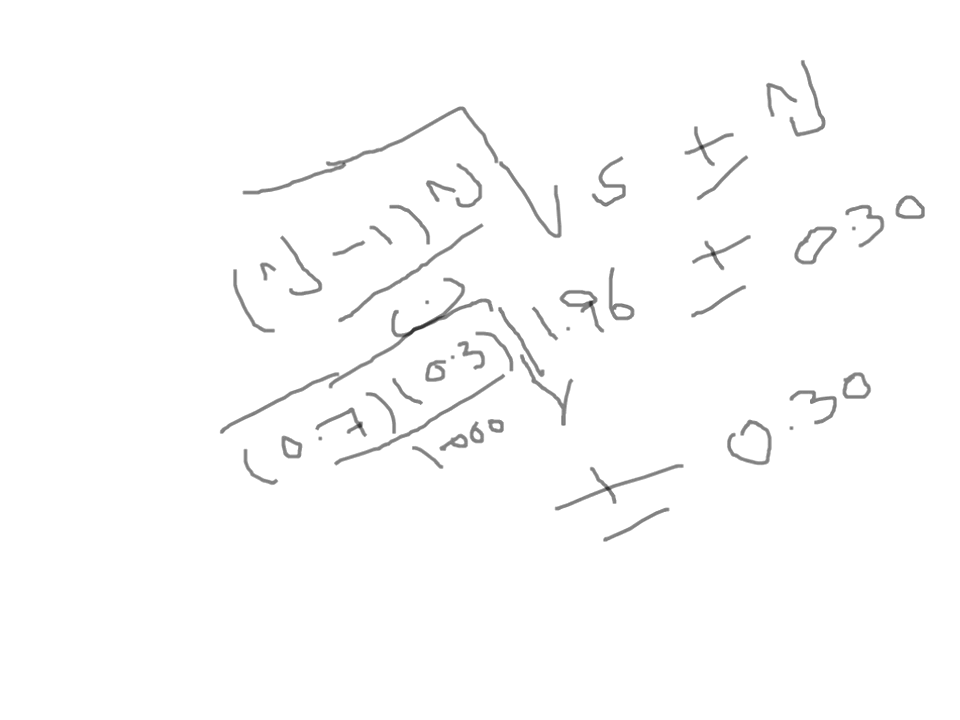 ل^ ± ى √(ل^ (1 - ل^) / ن)
0.30 ± 1.96 √((0.3)(0.7) / 1000)
0.30 ±